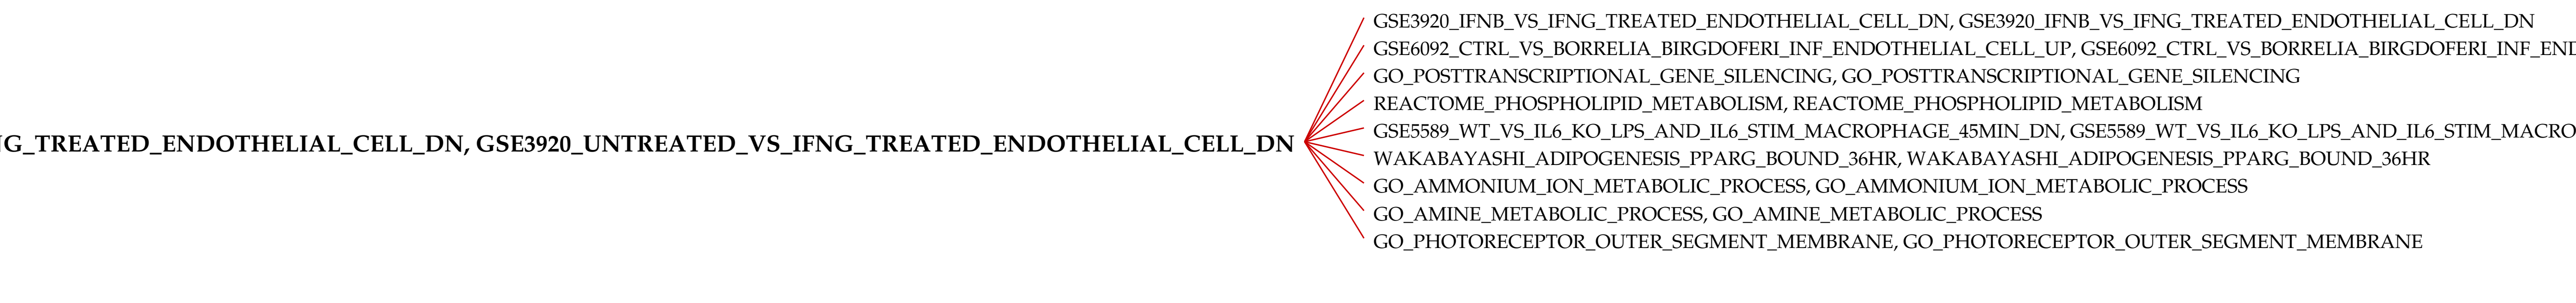 GSE3920_IFNB_VS_IFNG_TREATED_ENDOTHELIAL_CELL_DN, GSE3920_IFNB_VS_IFNG_TREATED_ENDOTHELIAL_CELL_DN
GSE6092_CTRL_VS_BORRELIA_BIRGDOFERI_INF_ENDOTHELIAL_CELL_UP, GSE6092_CTRL_VS_BORRELIA_BIRGDOFERI_INF_END
GO_POSTTRANSCRIPTIONAL_GENE_SILENCING, GO_POSTTRANSCRIPTIONAL_GENE_SILENCING
REACTOME_PHOSPHOLIPID_METABOLISM, REACTOME_PHOSPHOLIPID_METABOLISM
GSE5589_WT_VS_IL6_KO_LPS_AND_IL6_STIM_MACROPHAGE_45MIN_DN, GSE5589_WT_VS_IL6_KO_LPS_AND_IL6_STIM_MACRO
G_TREATED_ENDOTHELIAL_CELL_DN, GSE3920_UNTREATED_VS_IFNG_TREATED_ENDOTHELIAL_CELL_DN
WAKABAYASHI_ADIPOGENESIS_PPARG_BOUND_36HR, WAKABAYASHI_ADIPOGENESIS_PPARG_BOUND_36HR
GO_AMMONIUM_ION_METABOLIC_PROCESS, GO_AMMONIUM_ION_METABOLIC_PROCESS
GO_AMINE_METABOLIC_PROCESS, GO_AMINE_METABOLIC_PROCESS
GO_PHOTORECEPTOR_OUTER_SEGMENT_MEMBRANE, GO_PHOTORECEPTOR_OUTER_SEGMENT_MEMBRANE